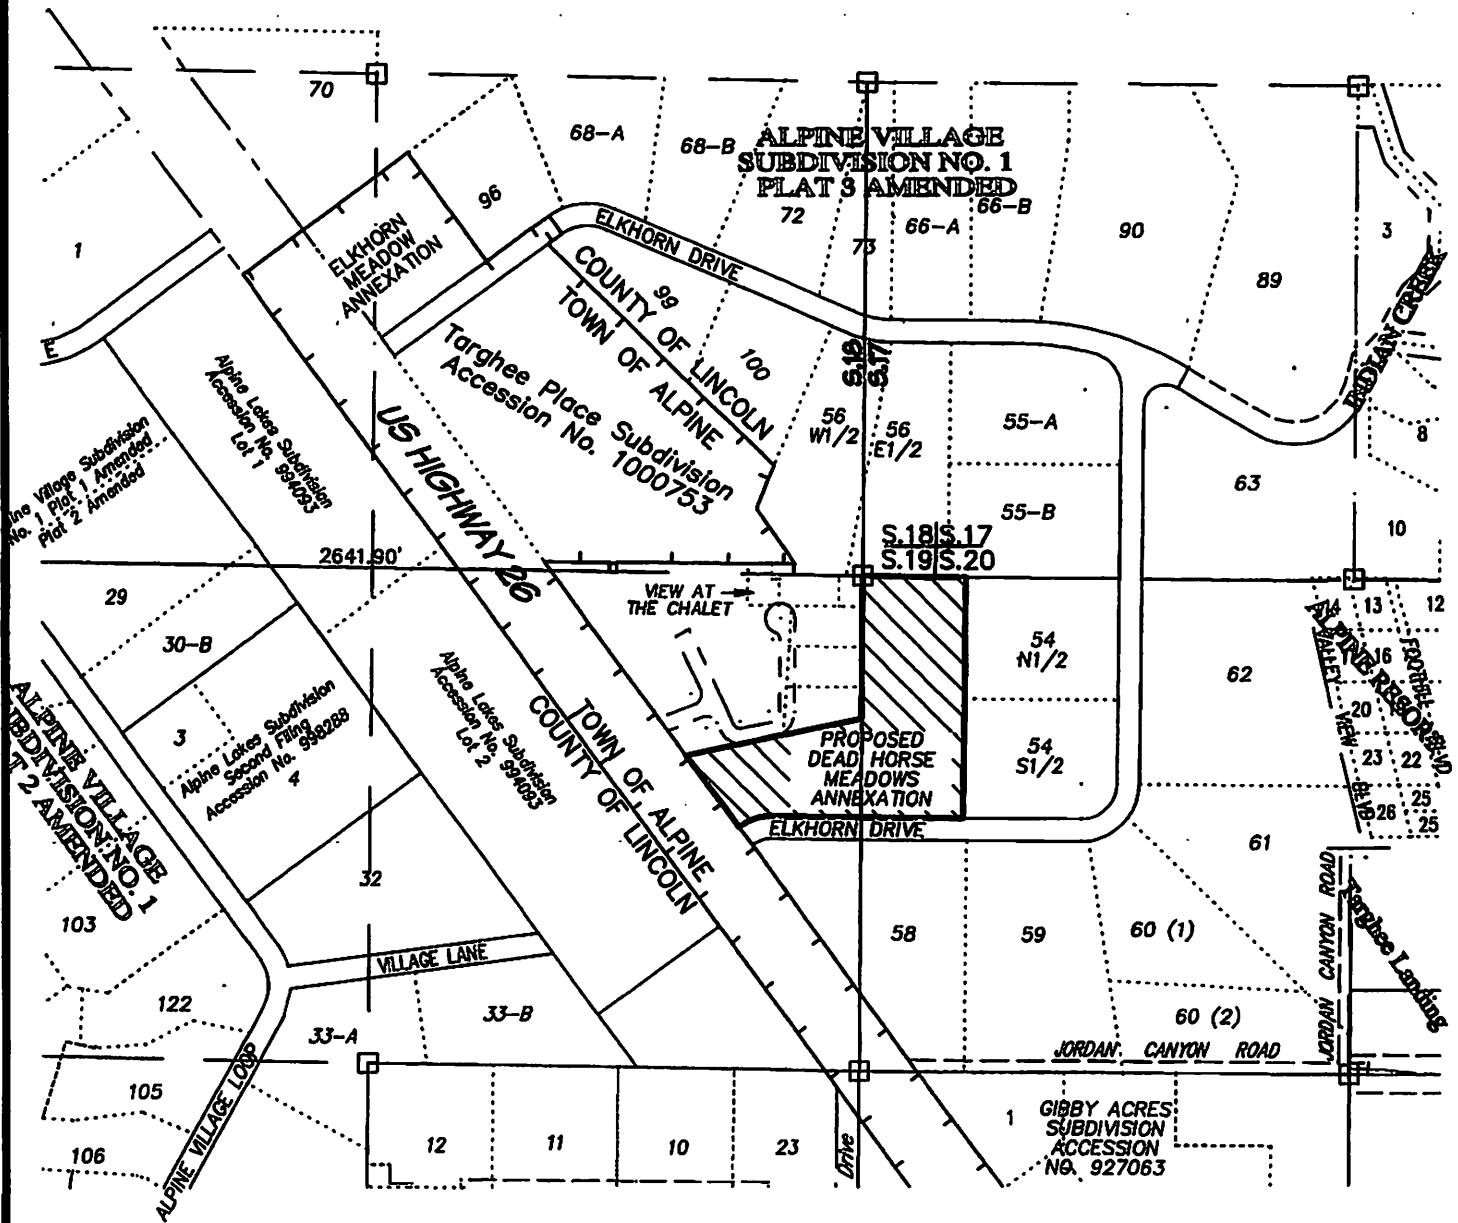 70
68-A
68-B
ALPINE VILLAGE
SUBDIVISION NO. 1
PLAT 3 AMENDED
72
73
66-A
66-B
90
89
3
1
96
ELKHORN
MEADOW
ANNEXATION
ELKHORN DRIVE
COUNTY OF LINCOLN
TOWN OF ALPINE
99
100
Targhee Place Subdivision
Accession No. 1000753
INDIAN CREEK
S.18
S.17
56
W1/2
56
E1/2
55-A
55-B
63
8
10
E
Alpine Lakes Subdivision
Accession No. 994093
Lot 1
US HIGHWAY 26
Village Subdivision
No. 1 Plat 1 Amended
Plat 2 Amended
2641.90'
S.18 S.17
S.19 S.20
VIEW AT
THE CHALET
29
30-B
3
Alpine Lakes Subdivision
Second Filing
Accession No. 998288
4
Alpine Lakes Subdivision
Accession No. 994093
Lot 2
TOWN OF ALPINE
COUNTY OF LINCOLN
PROPOSED
DEAD HORSE
MEADOWS
ANNEXATION
ELKHORN DRIVE
54
N1/2
54
S1/2
62
14
13
12
16
ALPINE RESORT
VALLEY VIEW BLVD
20
23
22
26
25
25
61
ALPINE VILLAGE
SUBDIVISION NO. 1
2 AMENDED
32
103
VILLAGE LANE
122
33-A
33-B
58
59
60 (1)
60 (2)
JORDAN CANYON ROAD
JORDAN CANYON ROAD
Targhee Landing
ALPINE VILLAGE LOOP
105
106
12
11
10
23
Drive
1
GIBBY ACRES
SUBDIVISION
ACCESSION
NO. 927063